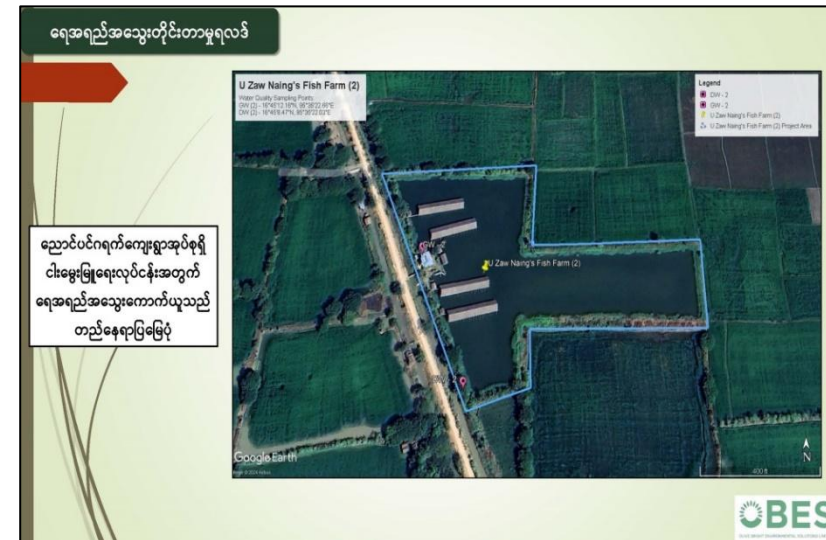 ရေအရည်အသွေးတိုင်းတာမှုရလဒ်
U Zaw Naing's Fish Farm (2)
Water Quality Sampling Points
Legend
DW - 2
GW - 2
U Zaw Naing's Fish Farm (2)
U Zaw Naing's Fish Farm (2) Project Area
ညောင်ပင်ဂရက်ကျေးရွာအုပ်စုရှိ
ငါးမွေးမြူရေးလုပ်ငန်းအတွက်
ရေအရည်အသွေးကောက်ယူသည့်
တည်နေရာပြမြေပုံ
GW - 2
U Zaw Naing's Fish Farm (2)
Google Earth
400 ft
N
OBES